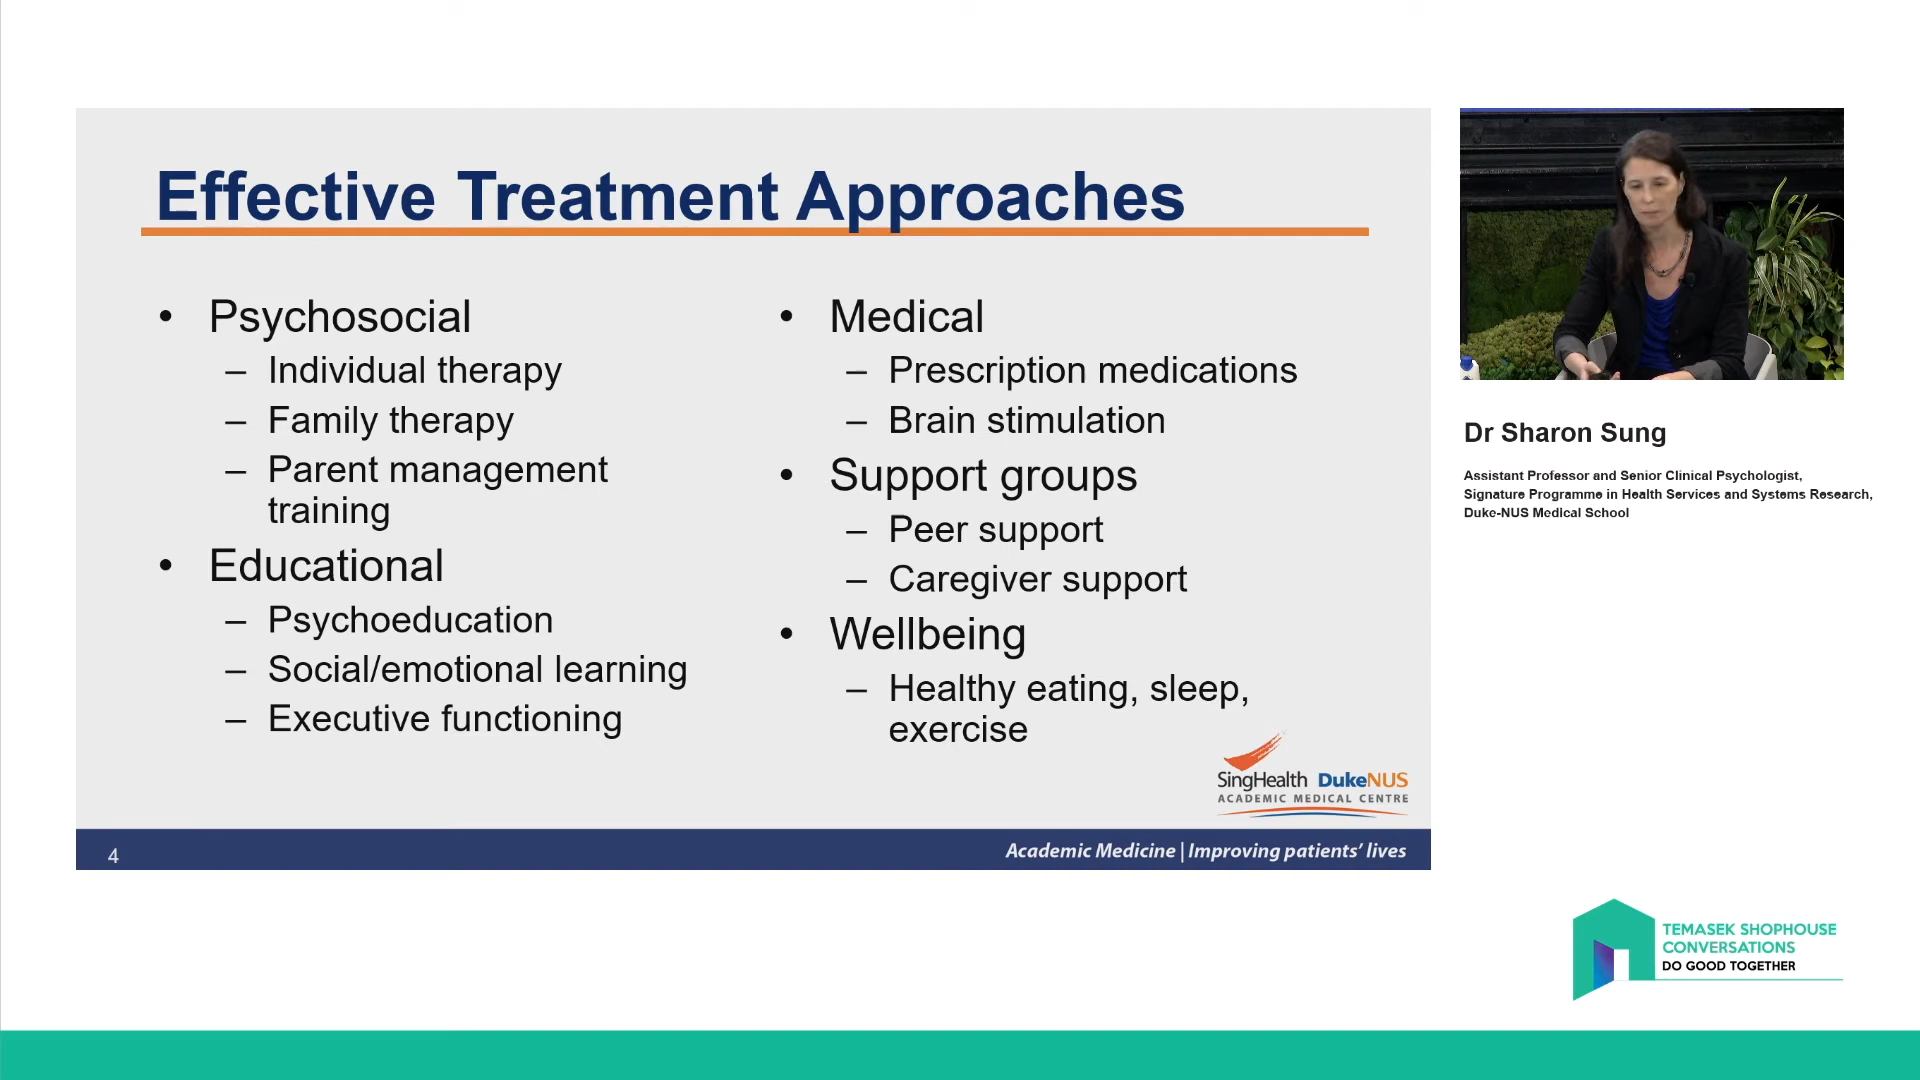 Effective Treatment Approaches
• Psychosocial
– Individual therapy
– Family therapy
– Parent management
training
• Educational
– Psychoeducation
– Social/emotional learning
– Executive functioning
• Medical
– Prescription medications
– Brain stimulation
• Support groups
– Peer support
– Caregiver support
• Wellbeing
– Healthy eating, sleep,
exercise
SingHealth DukeNUS
ACADEMIC MEDICAL CENTRE
4
Academic Medicine | Improving patients’ lives
Dr Sharon Sung
Assistant Professor and Senior Clinical Psychologist,
Signature Programme in Health Services and Systems Research,
Duke-NUS Medical School
TEMASEK SHOPHOUSE
CONVERSATIONS
DO GOOD TOGETHER